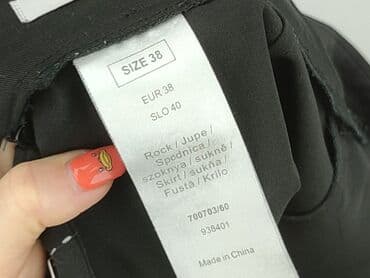 SIZE 38
EUR 38
SLO 40
Rock / Jupe /
Spódnica /
szoknya / sukně /
Skirt / sukňa /
Fustă / Krilo
700703/60
938401
Made in China